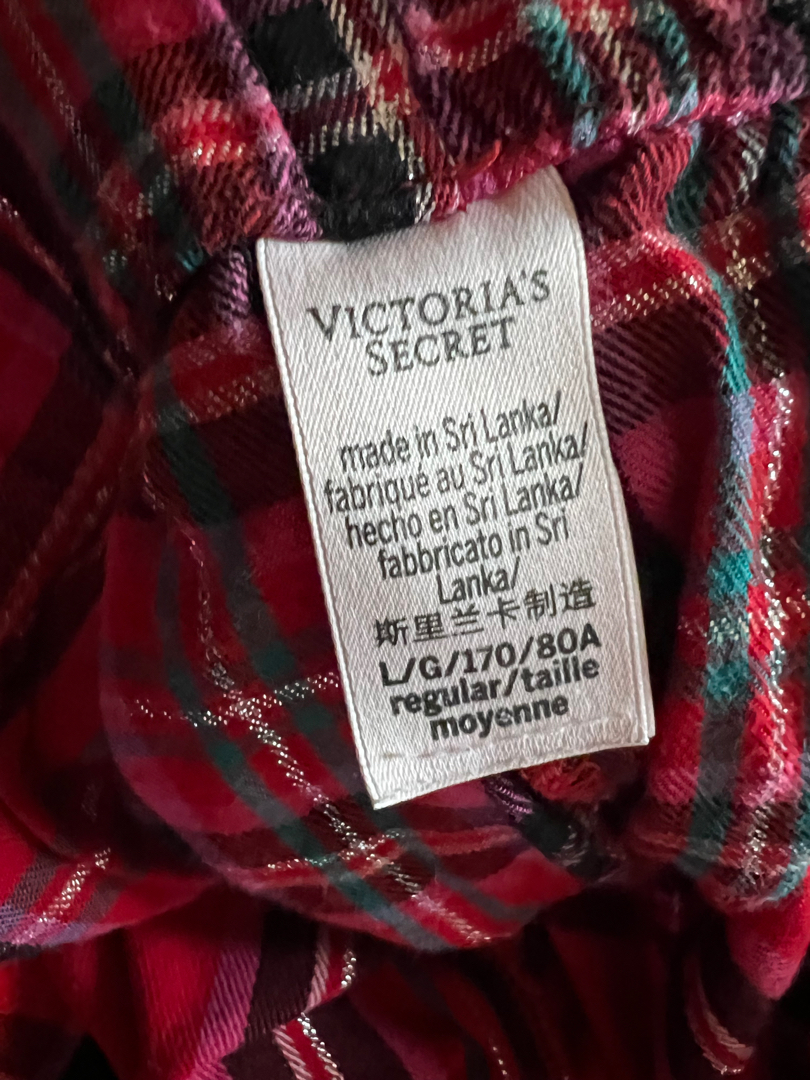 VICTORIA'S
SECRET
made in Sri Lanka/
fabriqué au Sri Lanka/
hecho en Sri Lanka/
fabbricato in Sri
Lanka/
斯里兰卡制造
L/G/170/80A
regular/taille
moyenne